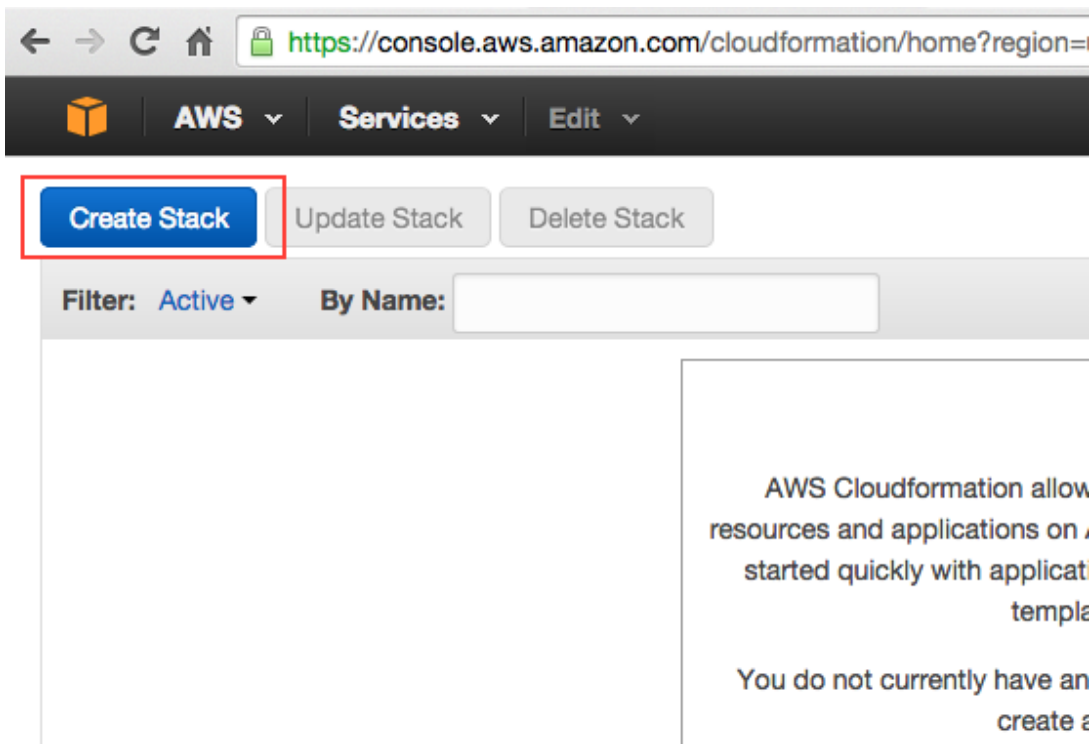 https://console.aws.amazon.com/cloudformation/home?region=
AWS Services Edit
Create Stack Update Stack Delete Stack
Filter: Active By Name:
AWS Cloudformation allow
resources and applications on
started quickly with applicati
templa
You do not currently have an
create a